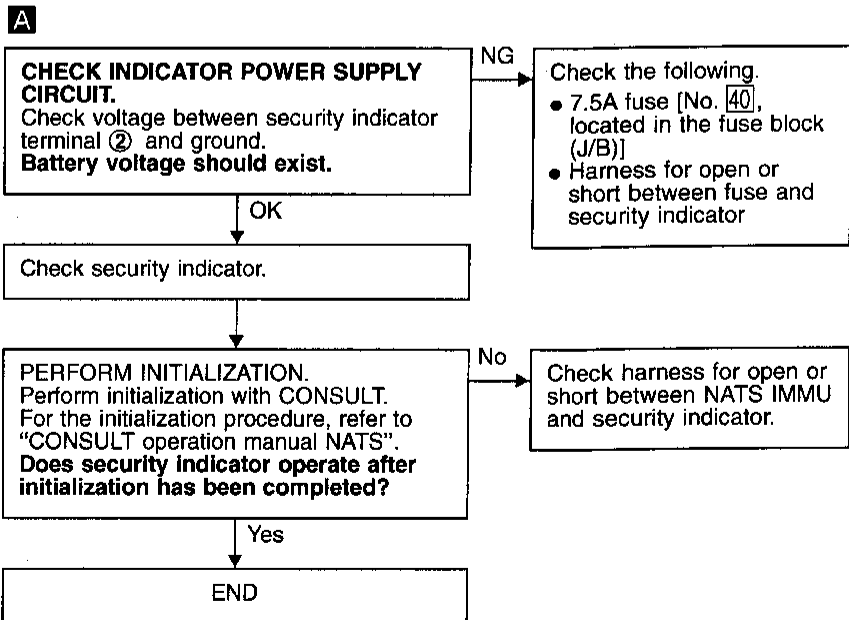 A
CHECK INDICATOR POWER SUPPLY
CIRCUIT.
Check voltage between security indicator
terminal ② and ground.
Battery voltage should exist.
NG
Check the following.
● 7.5A fuse [No. 40,
located in the fuse block
(J/B)]
● Harness for open or
short between fuse and
security indicator
OK
Check security indicator.
PERFORM INITIALIZATION.
Perform initialization with CONSULT.
For the initialization procedure, refer to
“CONSULT operation manual NATS”.
Does security indicator operate after
initialization has been completed?
No
Check harness for open or
short between NATS IMMU
and security indicator.
Yes
END